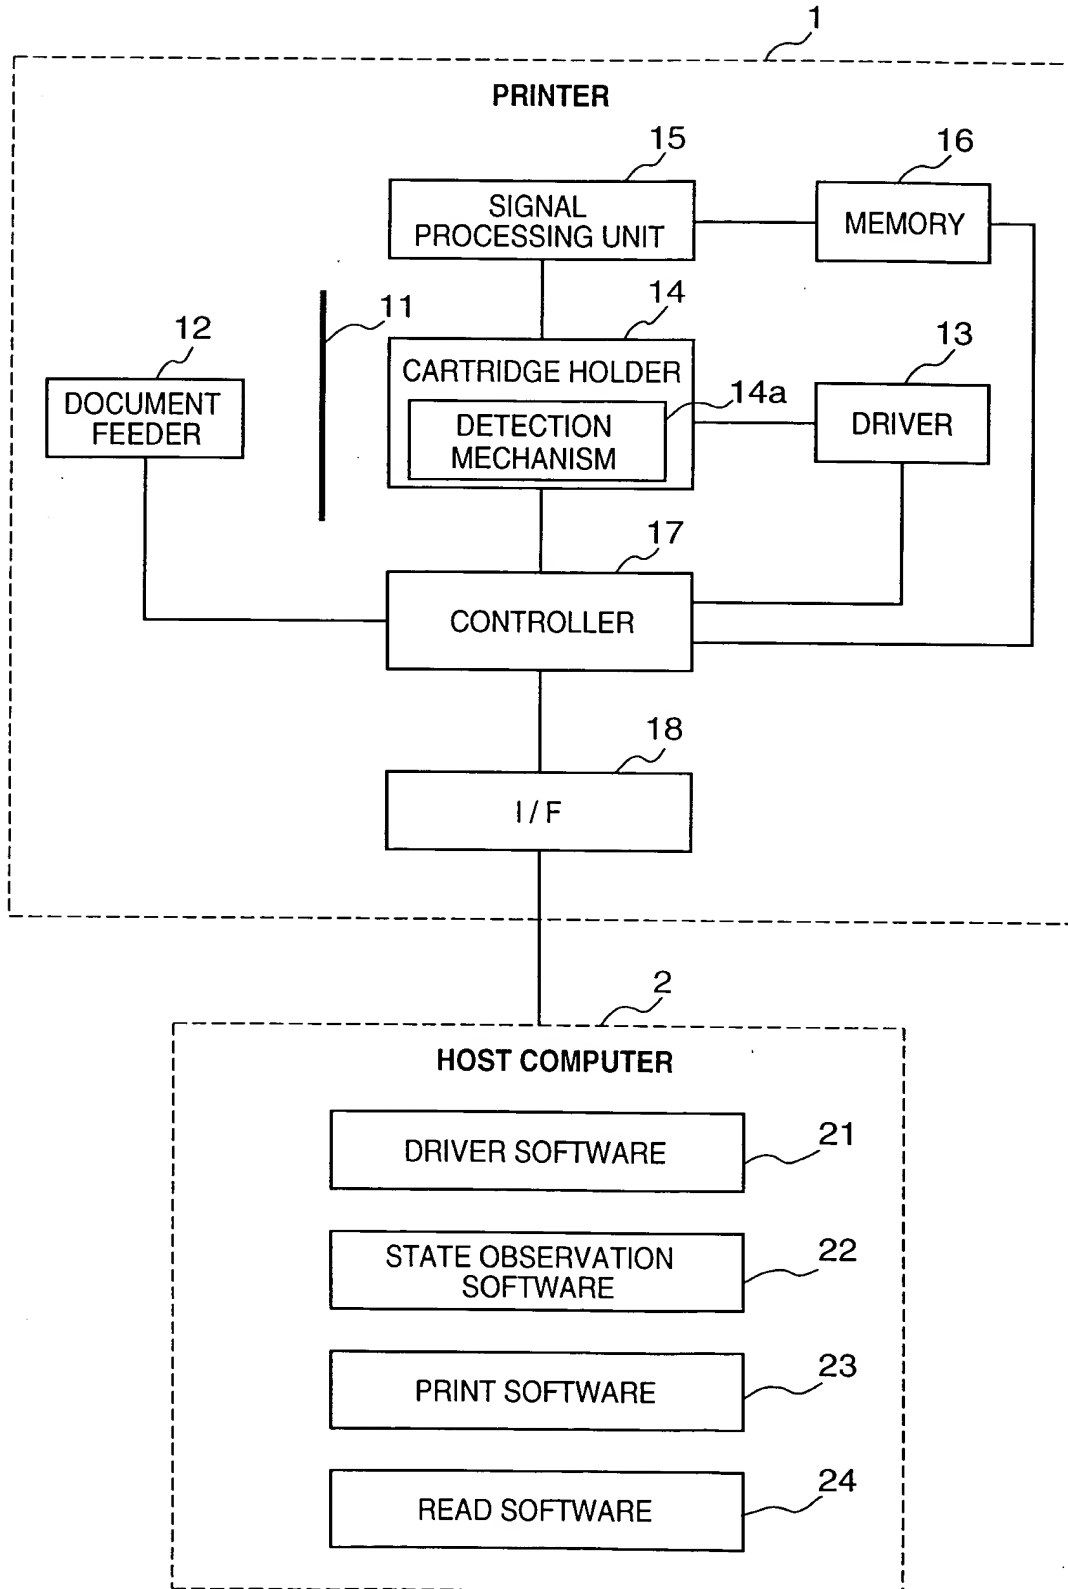 1
PRINTER
15
16
SIGNAL
PROCESSING UNIT
MEMORY
11
14
12
13
CARTRIDGE HOLDER
14a
DOCUMENT
FEEDER
DETECTION
MECHANISM
DRIVER
17
CONTROLLER
18
I / F
2
HOST COMPUTER
DRIVER SOFTWARE
21
STATE OBSERVATION
SOFTWARE
22
PRINT SOFTWARE
23
READ SOFTWARE
24